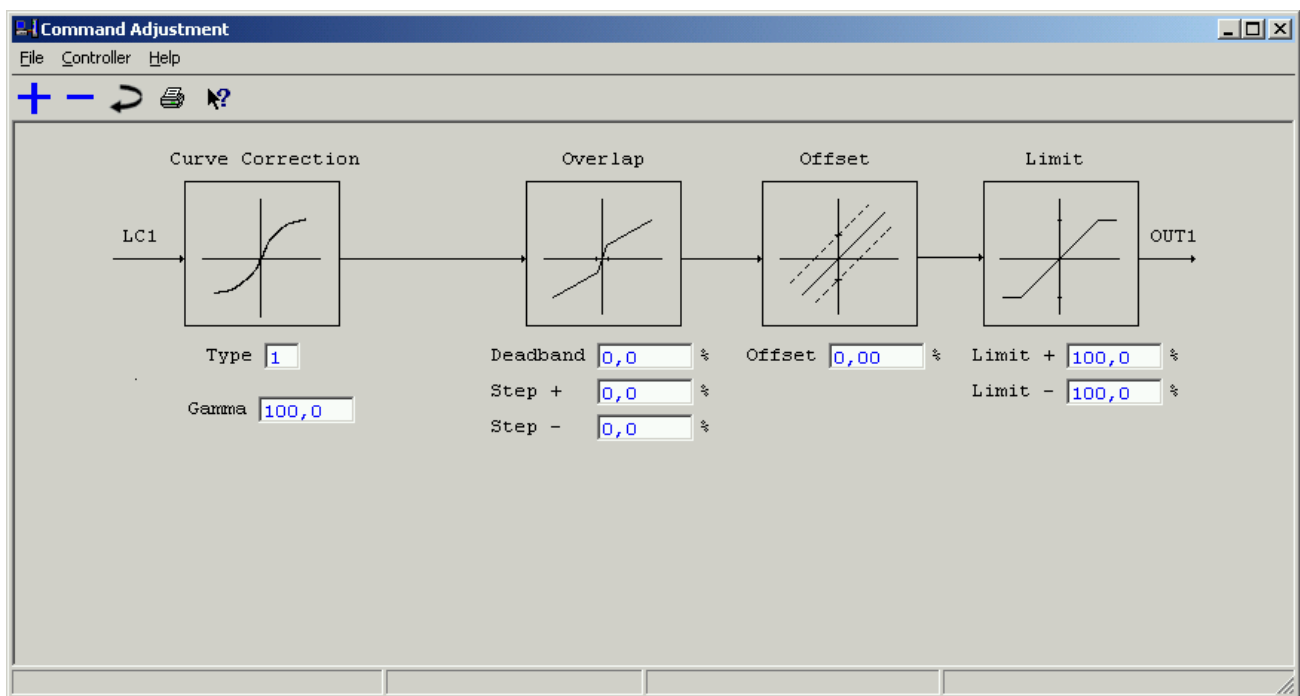 Command Adjustment
File Controller Help
Curve Correction Overlap Offset Limit
LC1 OUT1
Type 1 Deadband 0,0 % Offset 0,00 % Limit + 100,0 %
Step + 0,0 % Limit - 100,0 %
Gamma 100,0
Step - 0,0 %